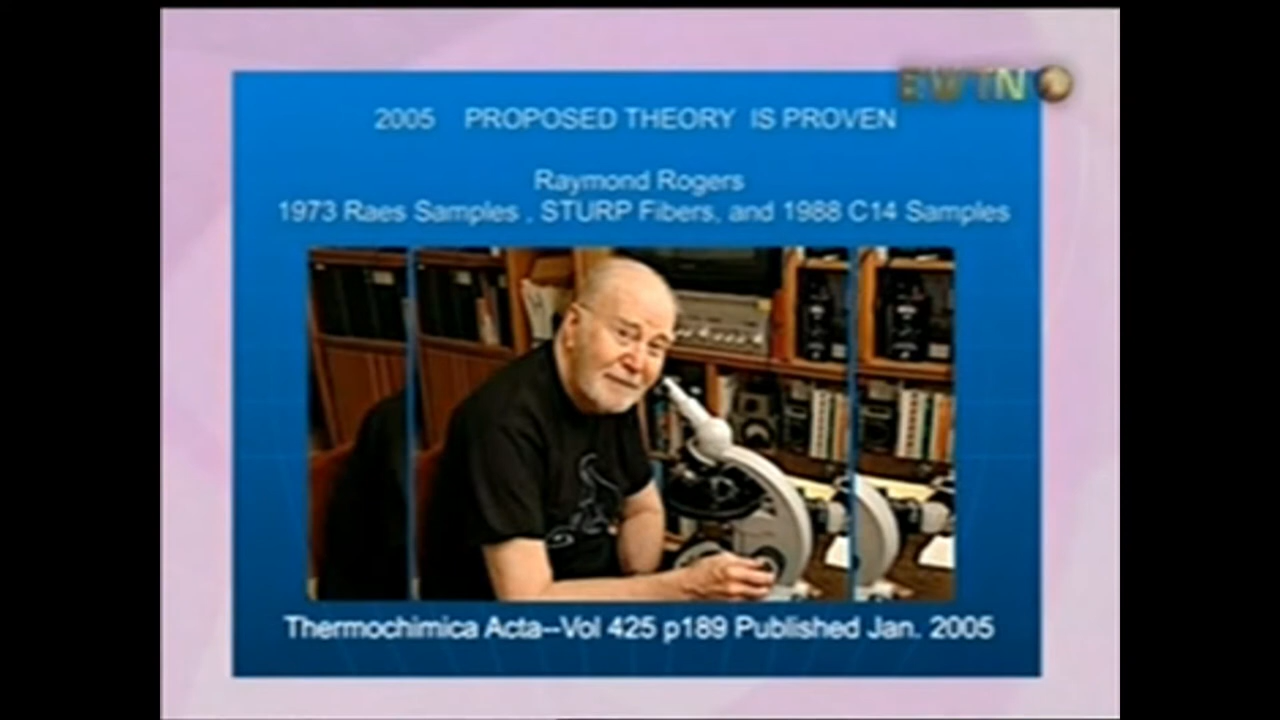 EWTN
2005 PROPOSED THEORY IS PROVEN
Raymond Rogers
1973 Raes Samples , STURP Fibers, and 1988 C14 Samples
Thermochimica Acta--Vol 425 p189 Published Jan. 2005